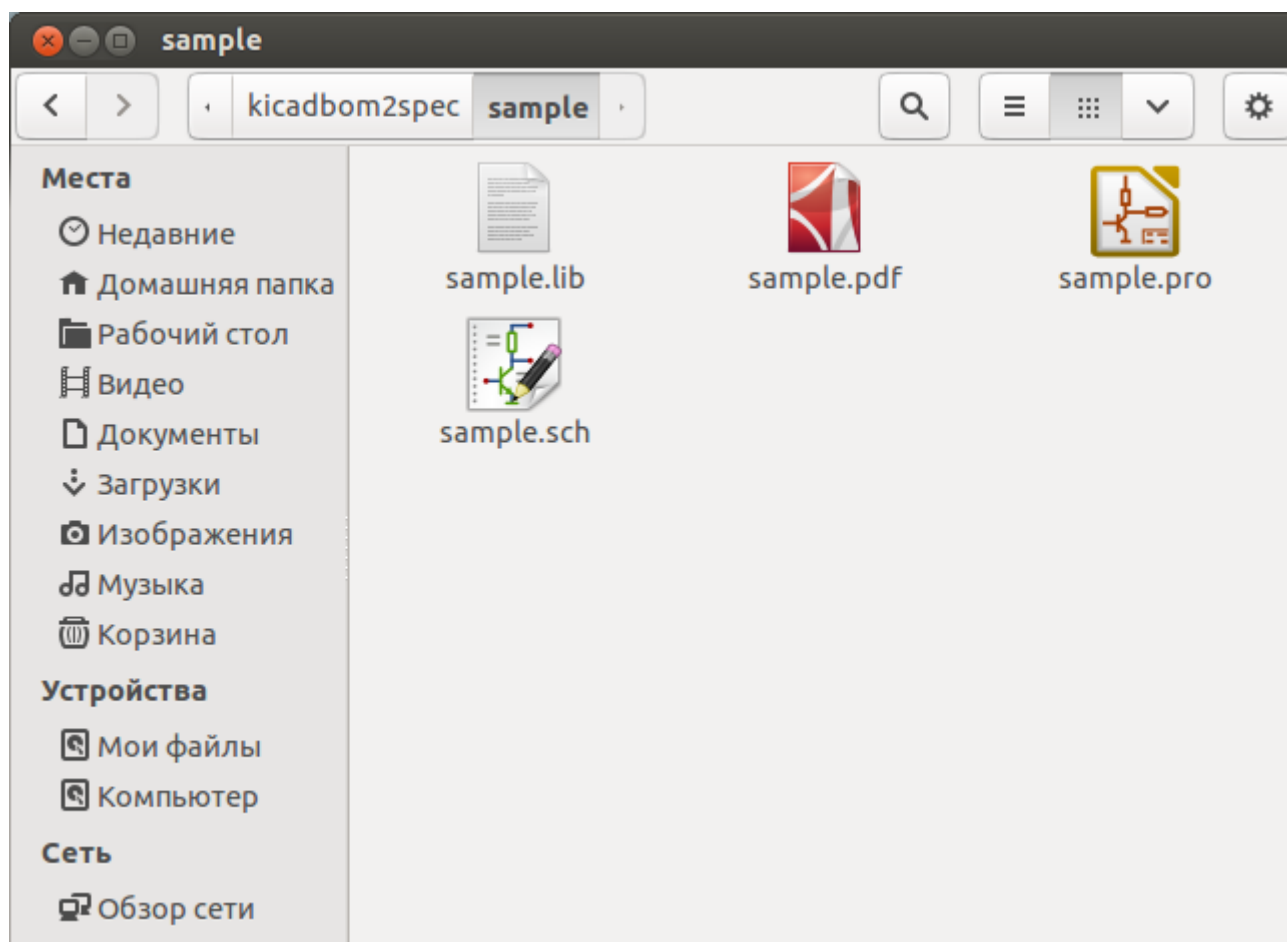 sample
kicadbom2spec sample
Места
Недавние
Домашняя папка
Рабочий стол
Видео
Документы
Загрузки
Изображения
Музыка
Корзина
Устройства
Мои файлы
Компьютер
Сеть
Обзор сети
sample.lib
sample.pdf
sample.pro
sample.sch